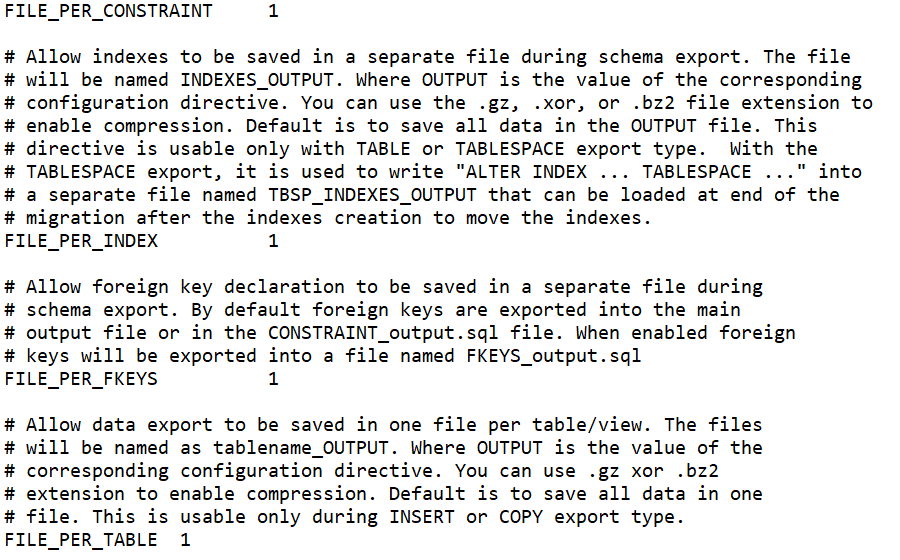 FILE_PER_CONSTRAINT     1

# Allow indexes to be saved in a separate file during schema export. The file
# will be named INDEXES_OUTPUT. Where OUTPUT is the value of the corresponding
# configuration directive. You can use the .gz, .xor, or .bz2 file extension to
# enable compression. Default is to save all data in the OUTPUT file. This
# directive is usable only with TABLE or TABLESPACE export type.  With the
# TABLESPACE export, it is used to write "ALTER INDEX ... TABLESPACE ..." into
# a separate file named TBSP_INDEXES_OUTPUT that can be loaded at end of the
# migration after the indexes creation to move the indexes.
FILE_PER_INDEX          1

# Allow foreign key declaration to be saved in a separate file during
# schema export. By default foreign keys are exported into the main
# output file or in the CONSTRAINT_output.sql file. When enabled foreign
# keys will be exported into a file named FKEYS_output.sql
FILE_PER_FKEYS          1

# Allow data export to be saved in one file per table/view. The files
# will be named as tablename_OUTPUT. Where OUTPUT is the value of the
# corresponding configuration directive. You can use .gz xor .bz2
# extension to enable compression. Default is to save all data in one
# file. This is usable only during INSERT or COPY export type.
FILE_PER_TABLE  1